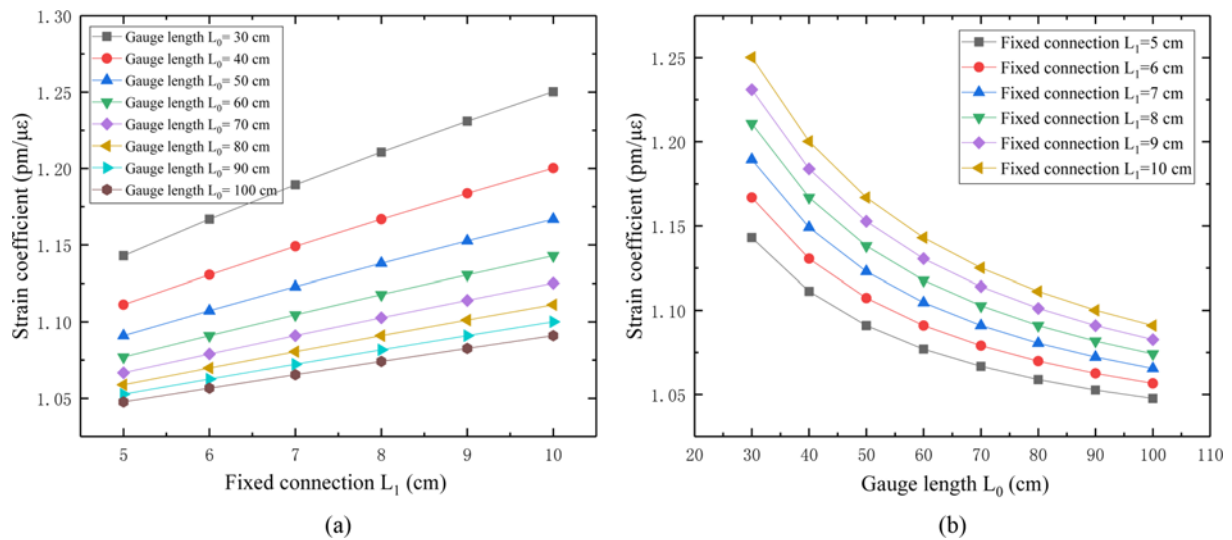 1.30
1.25
1.20
1.15
1.10
1.05
Strain coefficient (pm/με)
Gauge length L₀= 30 cm
Gauge length L₀= 40 cm
Gauge length L₀= 50 cm
Gauge length L₀= 60 cm
Gauge length L₀= 70 cm
Gauge length L₀= 80 cm
Gauge length L₀= 90 cm
Gauge length L₀= 100 cm
5 6 7 8 9 10
Fixed connection L₁ (cm)
(a)
1.25
1.20
1.15
1.10
1.05
Strain coefficient (pm/με)
Fixed connection L₁=5 cm
Fixed connection L₁=6 cm
Fixed connection L₁=7 cm
Fixed connection L₁=8 cm
Fixed connection L₁=9 cm
Fixed connection L₁=10 cm
20 30 40 50 60 70 80 90 100 110
Gauge length L₀ (cm)
(b)